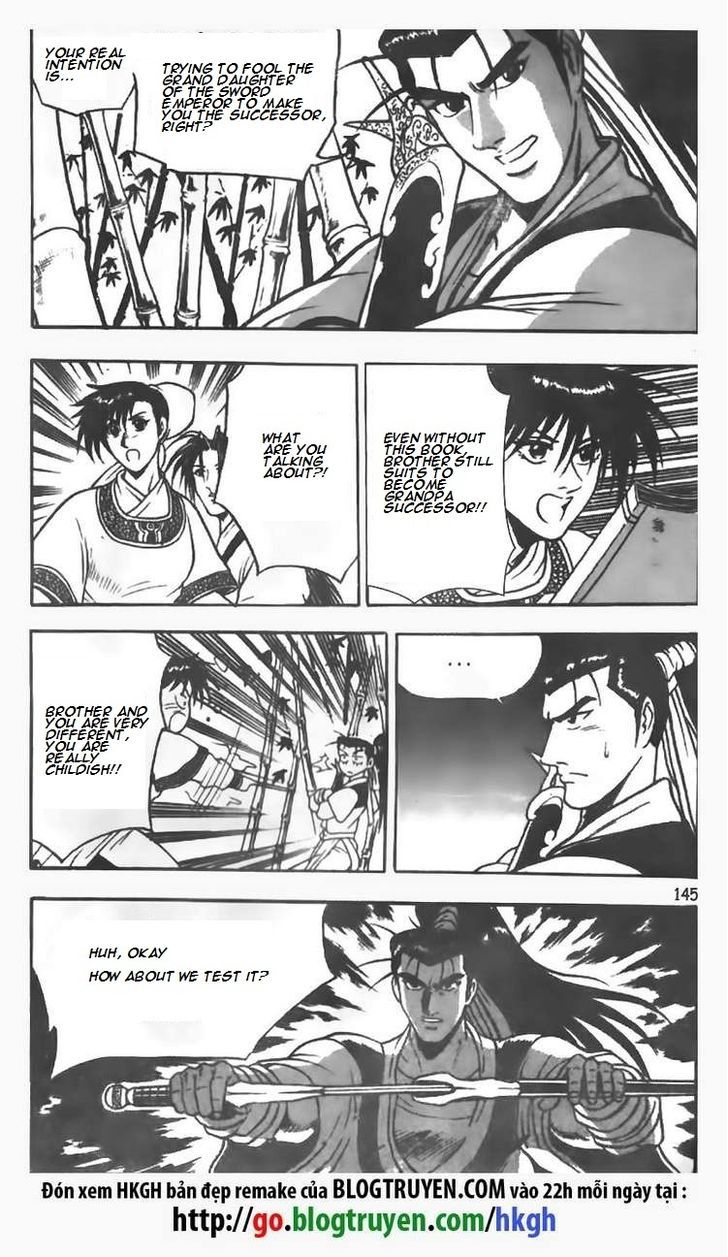 YOUR REAL
INTENTION
IS...
TRYING TO FOOL THE
GRAND DAUGHTER
OF THE SWORD
EMPEROR TO MAKE
YOU THE SUCCESSOR,
RIGHT?
WHAT
ARE YOU
TALKING
ABOUT?!
EVEN WITHOUT
THIS BOOK,
BROTHER STILL
SUITS TO
BECOME
GRANDPA
SUCCESSOR!!
BROTHER AND
YOU ARE VERY
DIFFERENT,
YOU ARE
REALLY
CHILDISH!!
...
145
HUH, OKAY
HOW ABOUT WE TEST IT?
Đón xem HKGH bản đẹp remake của BLOGTRUYEN.COM vào 22h mỗi ngày tại :
http://go.blogtruyen.com/hkgh